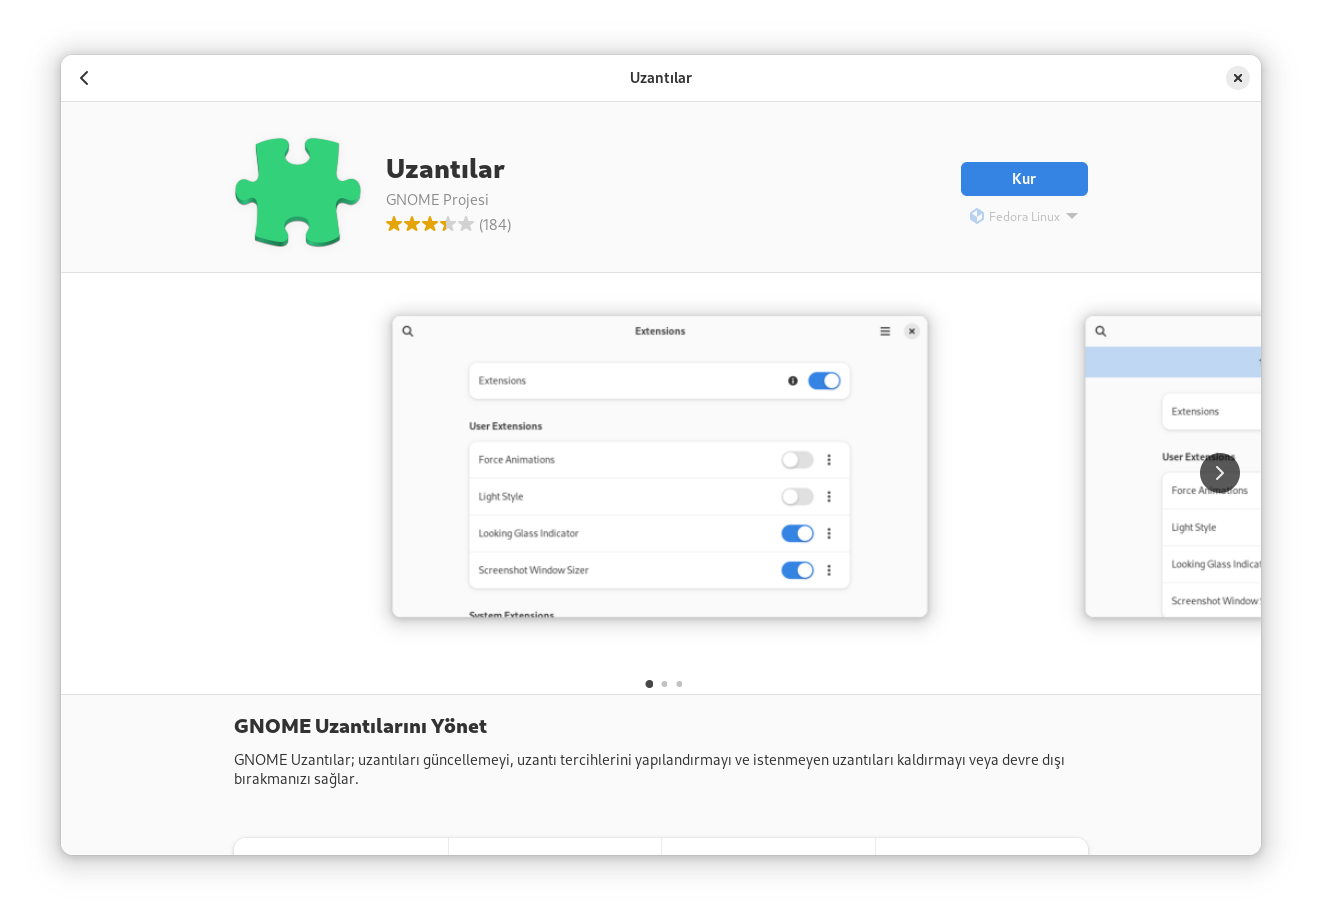 Uzantılar
Uzantılar
GNOME Projesi
(184)
Kur
Fedora Linux
Extensions
Extensions
User Extensions
Force Animations
Light Style
Looking Glass Indicator
Screenshot Window Sizer
System Extensions
Extensions
User Extensions
Force Animations
Light Style
Looking Glass
Screenshot Window
GNOME Uzantılarını Yönet
GNOME Uzantılar; uzantıları güncellemeyi, uzantı tercihlerini yapılandırmayı ve istenmeyen uzantıları kaldırmayı veya devre dışı
bırakmanızı sağlar.